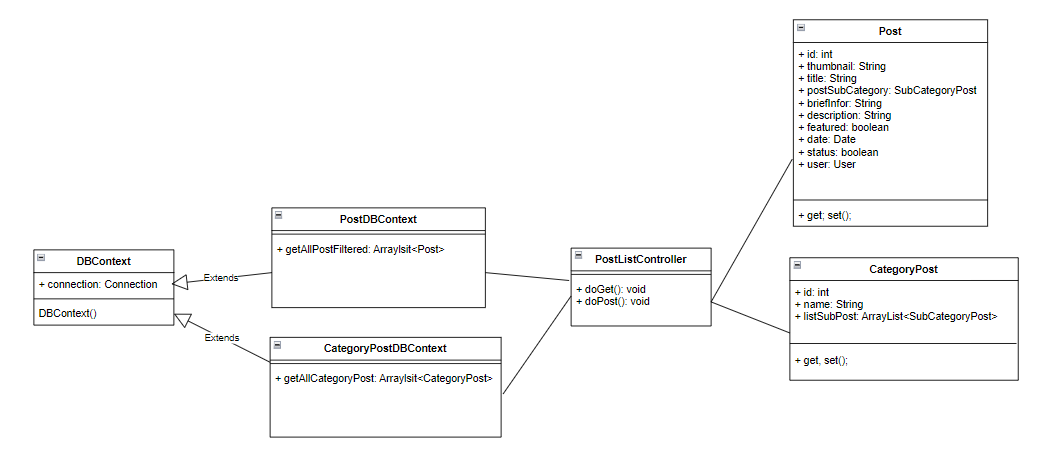 Post
+ id: int
+ thumbnail: String
+ title: String
+ postSubCategory: SubCategoryPost
+ briefInfor: String
+ description: String
+ featured: boolean
+ date: Date
+ status: boolean
+ user: User
+ get; set();
PostDBContext
+ getAllPostFiltered: Arraylsit<Post>
DBContext
+ connection: Connection
DBContext()
Extends
Extends
CategoryPostDBContext
+ getAllCategoryPost: Arraylsit<CategoryPost>
PostListController
+ doGet(): void
+ doPost(): void
CategoryPost
+ id: int
+ name: String
+ listSubPost: ArrayList<SubCategoryPost>
+ get, set();